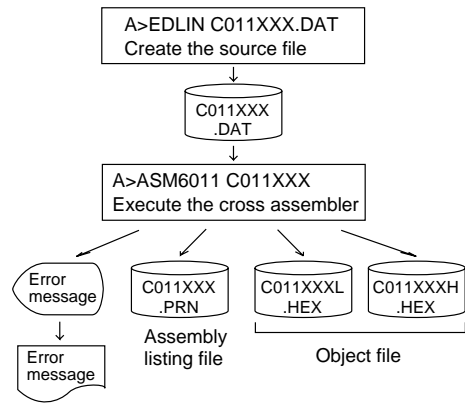 A>EDLIN C011XXX.DAT
Create the source file
C011XXX
.DAT
A>ASM6011 C011XXX
Execute the cross assembler
Error
message
C011XXX
.PRN
C011XXXL
.HEX
C011XXXH
.HEX
Assembly
listing file
Object file
Error
message